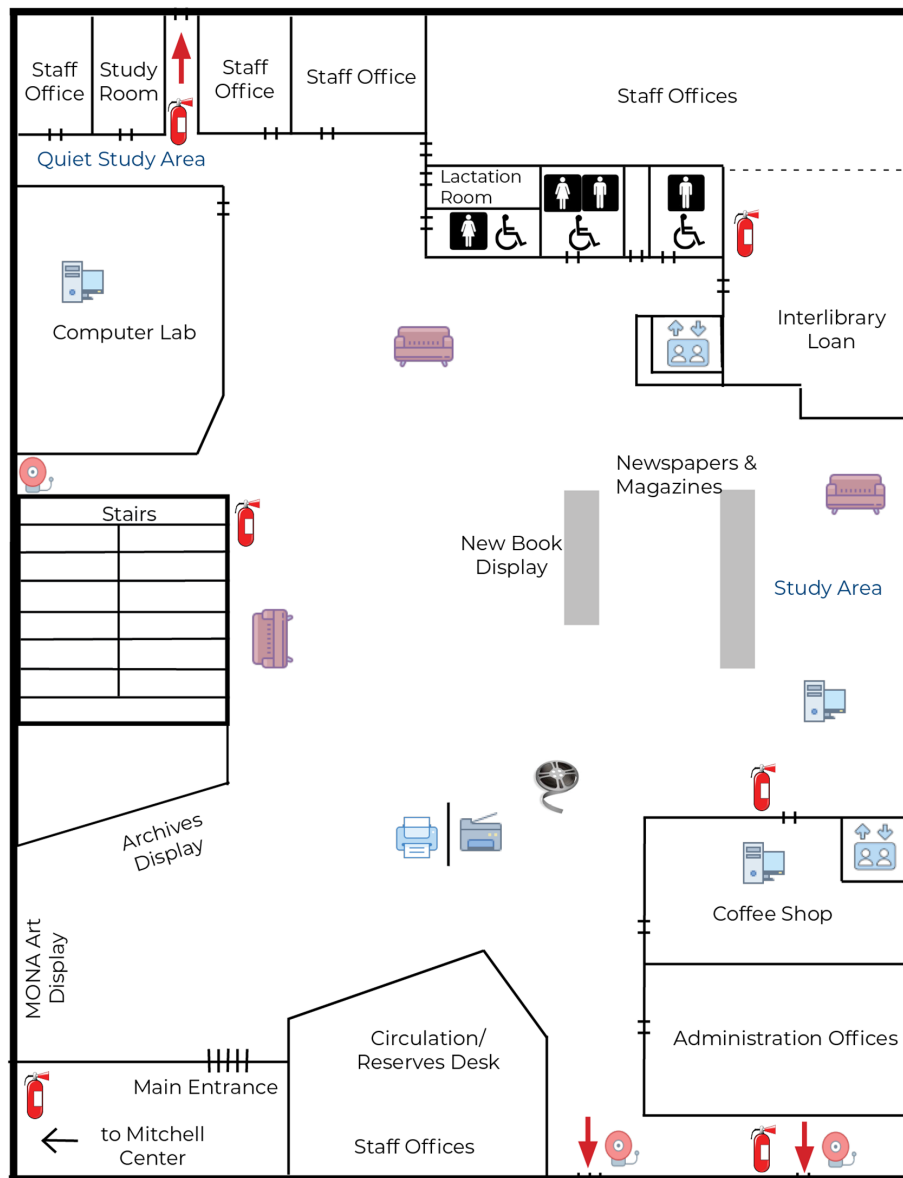 Staff
Office
Study
Room
Staff
Office
Staff Office
Staff Offices
Quiet Study Area
Lactation
Room
Computer Lab
Interlibrary
Loan
Newspapers &
Magazines
Stairs
New Book
Display
Study Area
Archives
Display
Coffee Shop
MONA Art
Display
Circulation/
Reserves Desk
Administration Offices
Main Entrance
to Mitchell
Center
Staff Offices